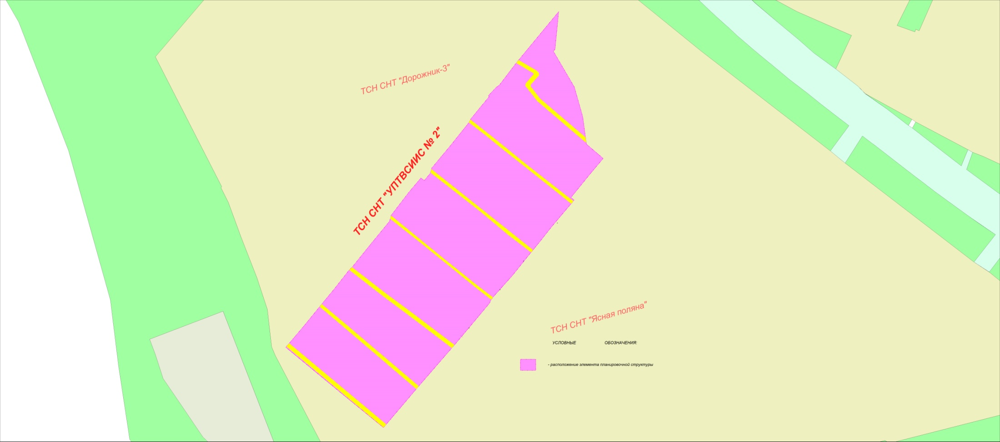 ТСН СНТ "Дорожник-3"
ТСН СНТ "УПТВСИИС № 2"
ТСН СНТ "Ясная поляна"
УСЛОВНЫЕ ОБОЗНАЧЕНИЯ:
- расположение элемента планировочной структуры